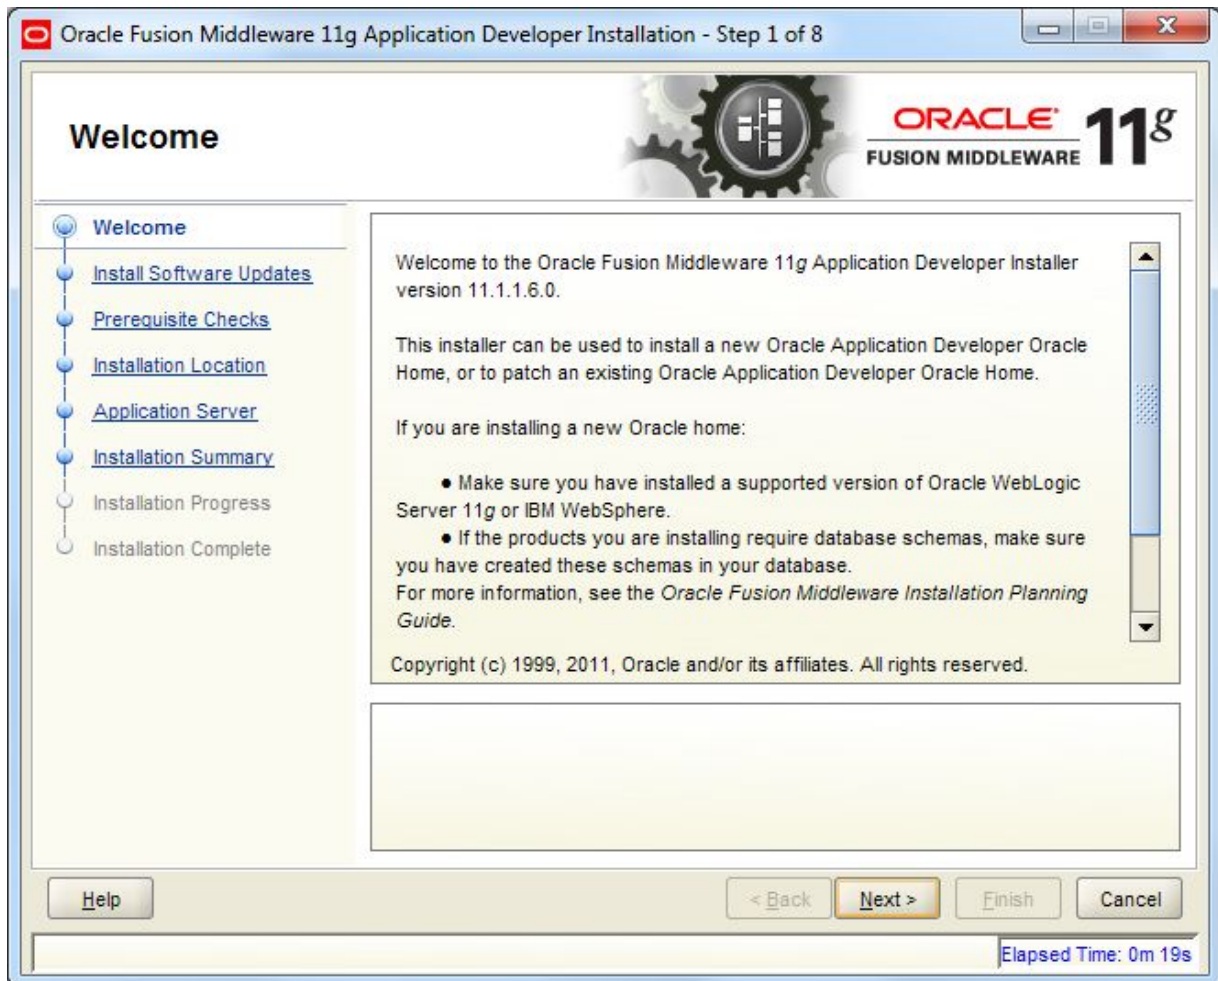 Oracle Fusion Middleware 11g Application Developer Installation - Step 1 of 8
Welcome
ORACLE
FUSION MIDDLEWARE 11g
Welcome
Install Software Updates
Prerequisite Checks
Installation Location
Application Server
Installation Summary
Installation Progress
Installation Complete
Welcome to the Oracle Fusion Middleware 11g Application Developer Installer
version 11.1.1.6.0.
This installer can be used to install a new Oracle Application Developer Oracle
Home, or to patch an existing Oracle Application Developer Oracle Home.
If you are installing a new Oracle home:
● Make sure you have installed a supported version of Oracle WebLogic
Server 11g or IBM WebSphere.
● If the products you are installing require database schemas, make sure
you have created these schemas in your database.
For more information, see the Oracle Fusion Middleware Installation Planning
Guide.
Copyright (c) 1999, 2011, Oracle and/or its affiliates. All rights reserved.
Help
< Back
Next >
Finish
Cancel
Elapsed Time: 0m 19s